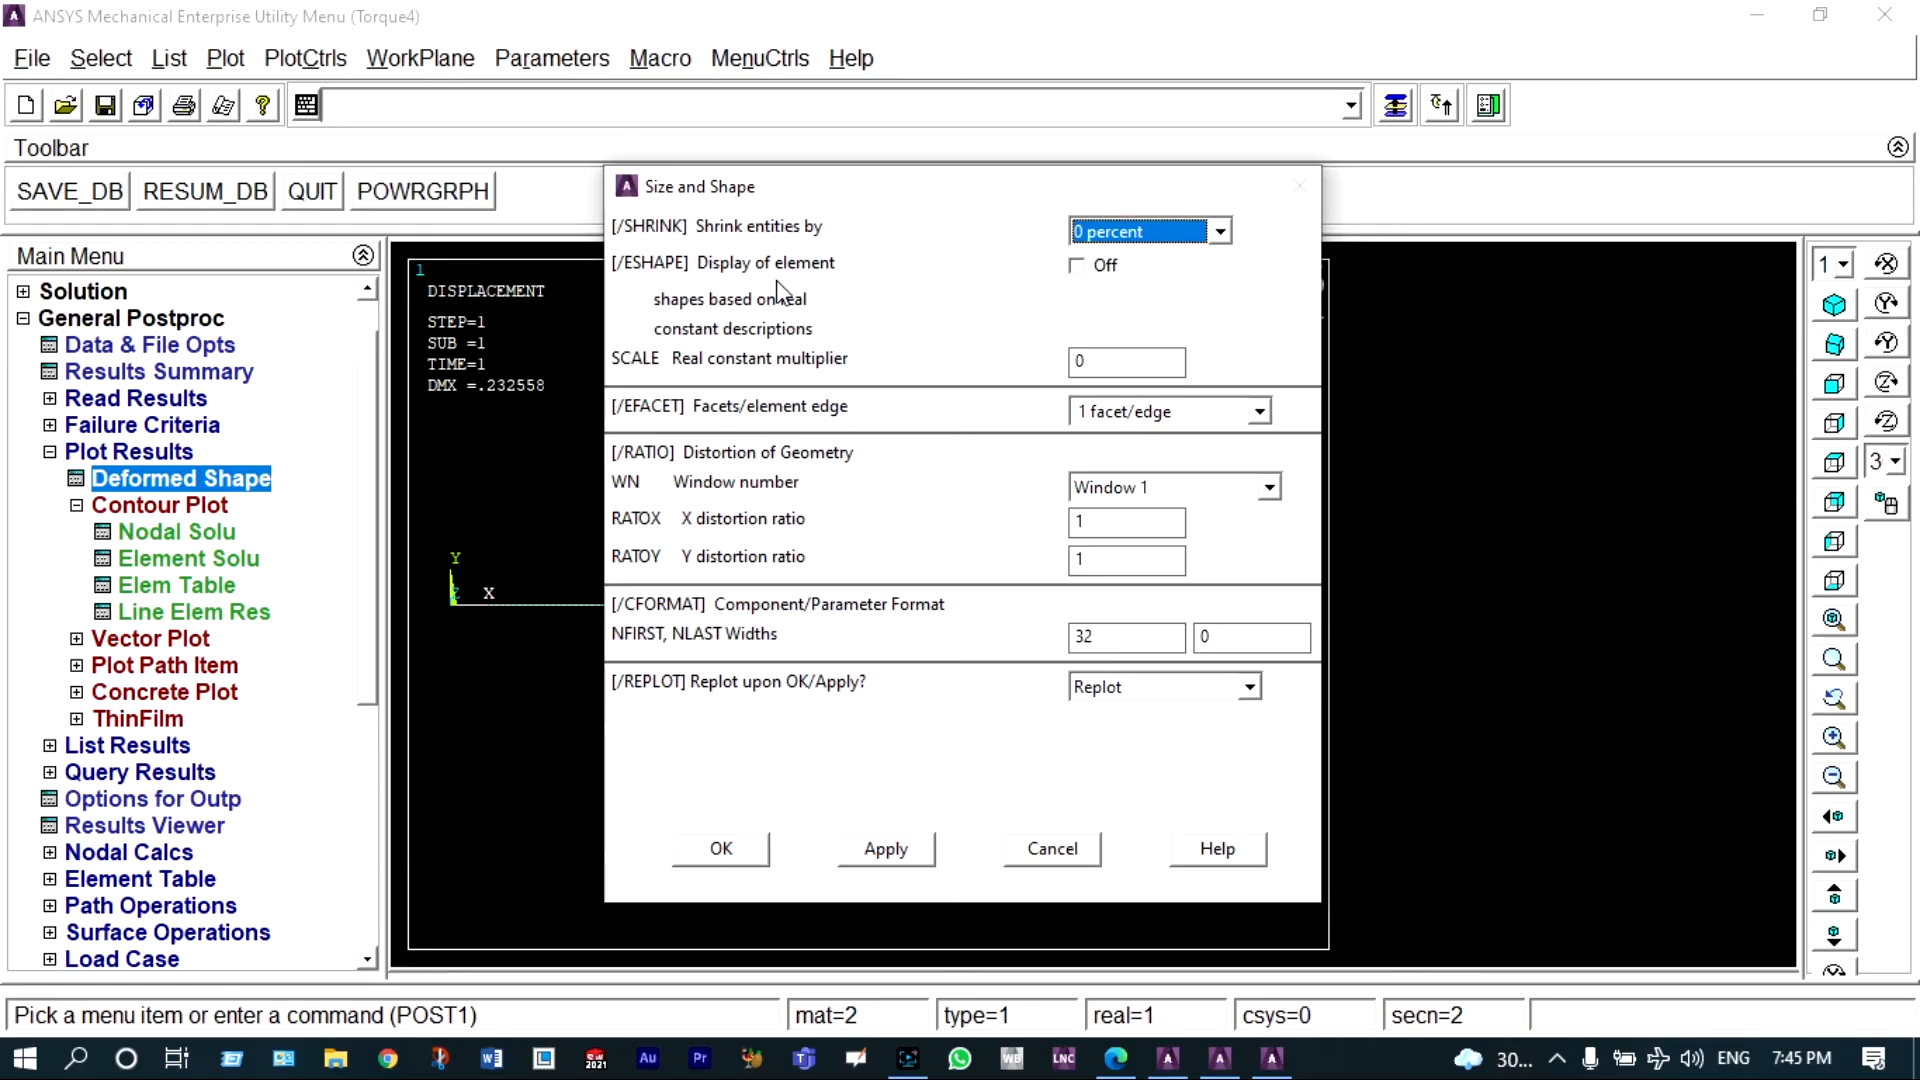 ANSYS Mechanical Enterprise Utility Menu (Torque4)
File Select List Plot PlotCtrls WorkPlane Parameters Macro MenuCtrls Help
Toolbar
SAVE_DB RESUM_DB QUIT POWRGRPH
Main Menu
Solution
General Postproc
Data & File Opts
Results Summary
Read Results
Failure Criteria
Plot Results
Deformed Shape
Contour Plot
Nodal Solu
Element Solu
Elem Table
Line Elem Res
Vector Plot
Plot Path Item
Concrete Plot
ThinFilm
List Results
Query Results
Options for Outp
Results Viewer
Nodal Calcs
Element Table
Path Operations
Surface Operations
Load Case
1
DISPLACEMENT
STEP=1
SUB =1
TIME=1
DMX =.232558
Y
Z X
Size and Shape
[/SHRINK] Shrink entities by 0 percent
[/ESHAPE] Display of element Off
shapes based on real
constant descriptions
SCALE Real constant multiplier 0
[/EFACET] Facets/element edge 1 facet/edge
[/RATIO] Distortion of Geometry
WN Window number Window 1
RATOX X distortion ratio 1
RATOY Y distortion ratio 1
[/CFORMAT] Component/Parameter Format
NFIRST, NLAST Widths 32 0
[/REPLOT] Replot upon OK/Apply? Replot
OK Apply Cancel Help
1
3
Pick a menu item or enter a command (POST1) mat=2 type=1 real=1 csys=0 secn=2
W SW 2021 Au Pr WB LNC 30... ENG 7:45 PM